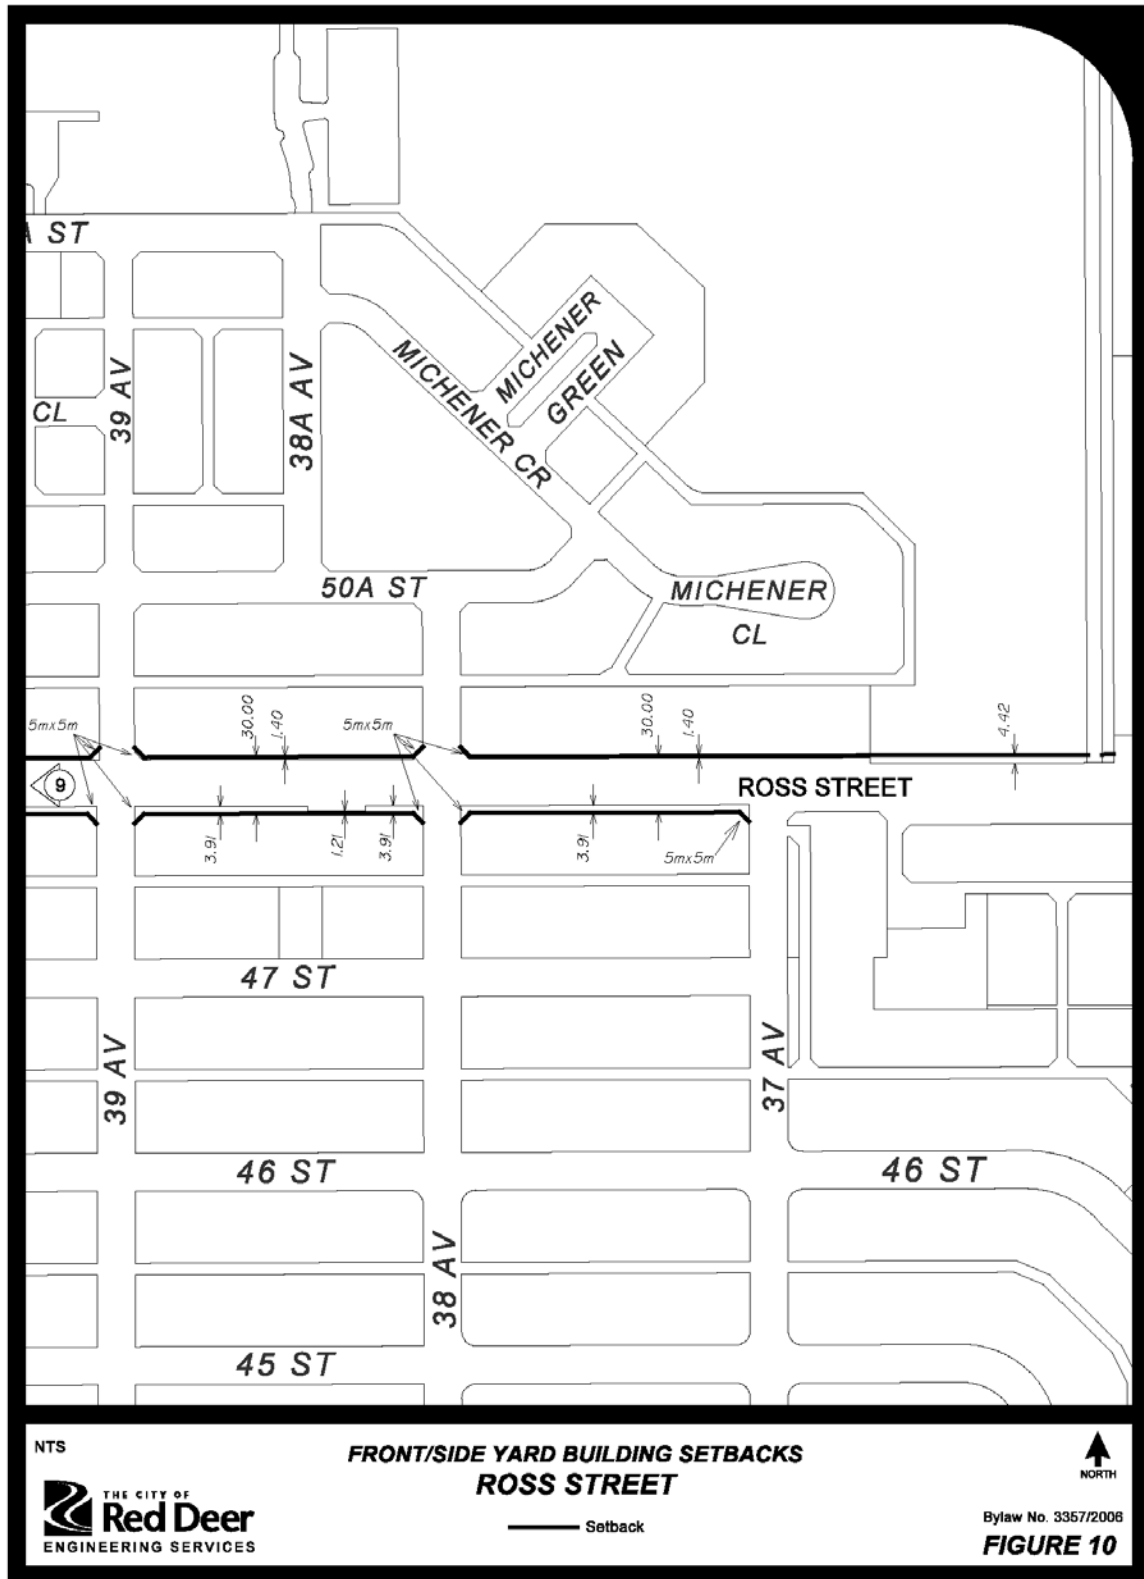 A ST
MICHENER
GREEN
39 AV
38A AV
MICHENER CR
CL
50A ST
MICHENER
CL
5mx5m
30.00
1.40
5mx5m
30.00
1.40
4.42
9
ROSS STREET
3.91
1.21
3.91
3.91
5mx5m
47 ST
39 AV
37 AV
46 ST
46 ST
38 AV
45 ST
NTS
FRONT/SIDE YARD BUILDING SETBACKS
ROSS STREET
NORTH
THE CITY OF
Red Deer
ENGINEERING SERVICES
Setback
Bylaw No. 3357/2006
FIGURE 10